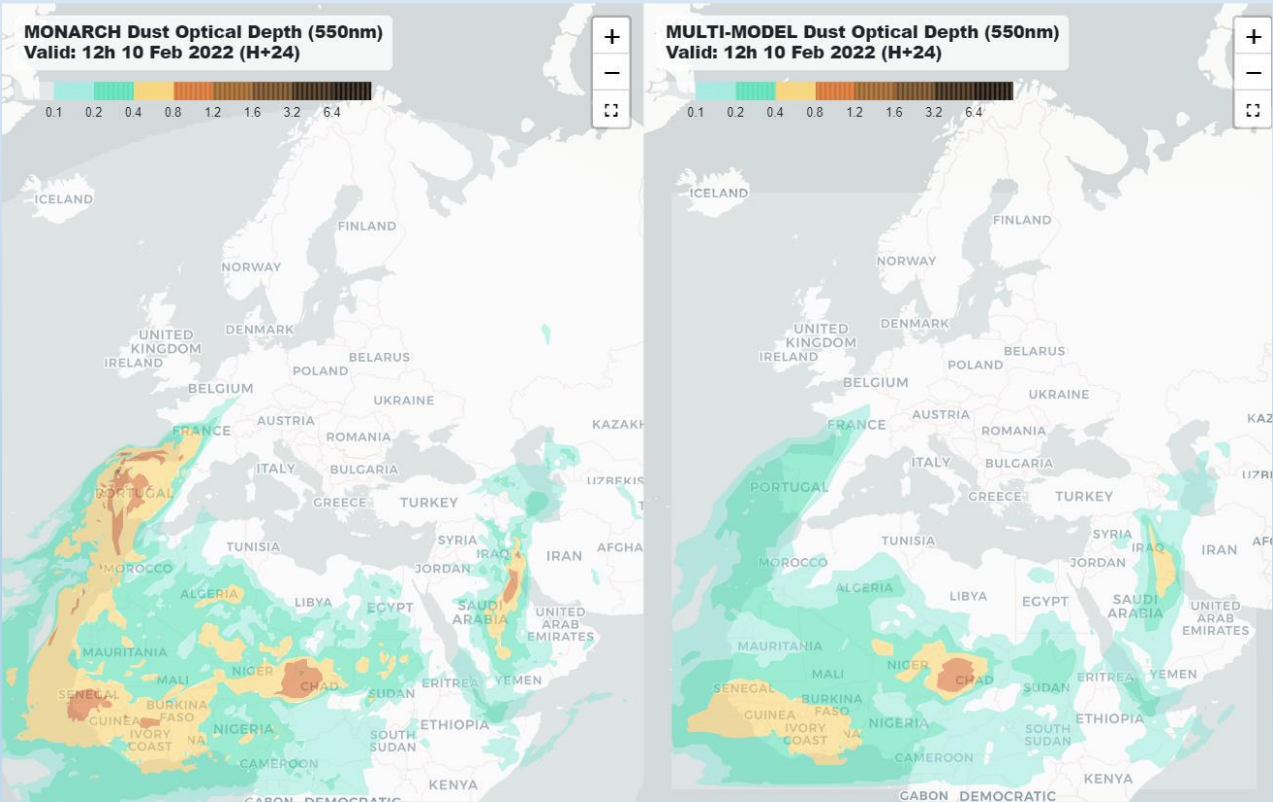 MONARCH Dust Optical Depth (550nm)
Valid: 12h 10 Feb 2022 (H+24)
0.1 0.2 0.4 0.8 1.2 1.6 3.2 6.4
+
−
ICELAND
FINLAND
NORWAY
DENMARK
UNITED
KINGDOM
IRELAND
BELARUS
POLAND
BELGIUM
UKRAINE
AUSTRIA
FRANCE
KAZAKH
ROMANIA
ITALY
BULGARIA
UZBEKIS
PORTUGAL
GREECE
TURKEY
T
TUNISIA
SYRIA
IRAQ
IRAN
AFGHA
MOROCCO
JORDAN
ALGERIA
LIBYA
EGYPT
SAUDI
ARABIA
UNITED
ARAB
EMIRATES
MAURITANIA
NIGER
MALI
CHAD
SUDAN
ERITREA
YEMEN
SENEGAL
BURKINA
FASO
GUINEA
IVORY
COAST
NA
NIGERIA
ETHIOPIA
SOUTH
SUDAN
CAMEROON
KENYA
GABON
DEMOCRATIC
MULTI-MODEL Dust Optical Depth (550nm)
Valid: 12h 10 Feb 2022 (H+24)
0.1 0.2 0.4 0.8 1.2 1.6 3.2 6.4
+
−
ICELAND
FINLAND
NORWAY
DENMARK
UNITED
KINGDOM
IRELAND
BELARUS
POLAND
BELGIUM
UKRAINE
AUSTRIA
FRANCE
KAZ
ROMANIA
ITALY
BULGARIA
UZBI
PORTUGAL
GREECE
TURKEY
TUNISIA
SYRIA
IRAQ
IRAN
AFG
MOROCCO
JORDAN
ALGERIA
LIBYA
EGYPT
SAUDI
ARABIA
UNITED
ARAB
EMIRATES
MAURITANIA
NIGER
MALI
CHAD
SUDAN
ERITREA
YEMEN
SENEGAL
BURKINA
FASO
GUINEA
IVORY
COAST
NA
NIGERIA
ETHIOPIA
SOUTH
SUDAN
CAMEROON
KENYA
GABON
DEMOCRATIC